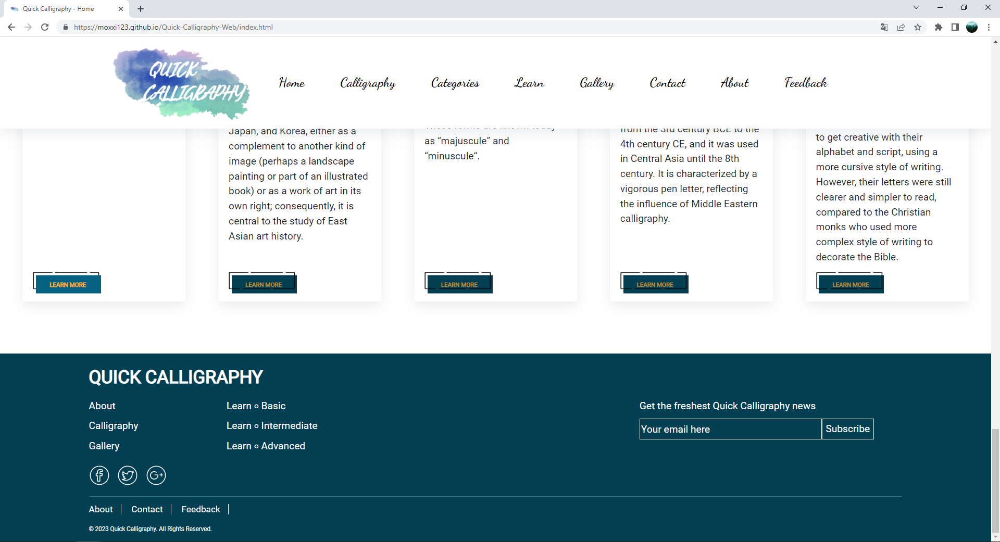 Quick Calligraphy - Home
https://moxxi123.github.io/Quick-Calligraphy-Web/index.html
QUICK
CALLIGRAPHY
Home Calligraphy Categories Learn Gallery Contact About Feedback
Japan, and Korea, either as a
complement to another kind of
image (perhaps a landscape
painting or part of an illustrated
book) or as a work of art in its
own right; consequently, it is
central to the study of East
Asian art history.
These forms are known today
as “majuscule” and
“minuscule“.
from the 3rd century BCE to the
4th century CE, and it was used
in Central Asia until the 8th
century. It is characterized by a
vigorous pen letter, reflecting
the influence of Middle Eastern
calligraphy.
to get creative with their
alphabet and script, using a
more cursive style of writing.
However, their letters were still
clearer and simpler to read,
compared to the Christian
monks who used more
complex style of writing to
decorate the Bible.
LEARN MORE LEARN MORE LEARN MORE LEARN MORE LEARN MORE
QUICK CALLIGRAPHY
About
Calligraphy
Gallery
Learn ∘ Basic
Learn ∘ Intermediate
Learn ∘ Advanced
Get the freshest Quick Calligraphy news
Your email here Subscribe
About | Contact | Feedback |
© 2023 Quick Calligraphy. All Rights Reserved.